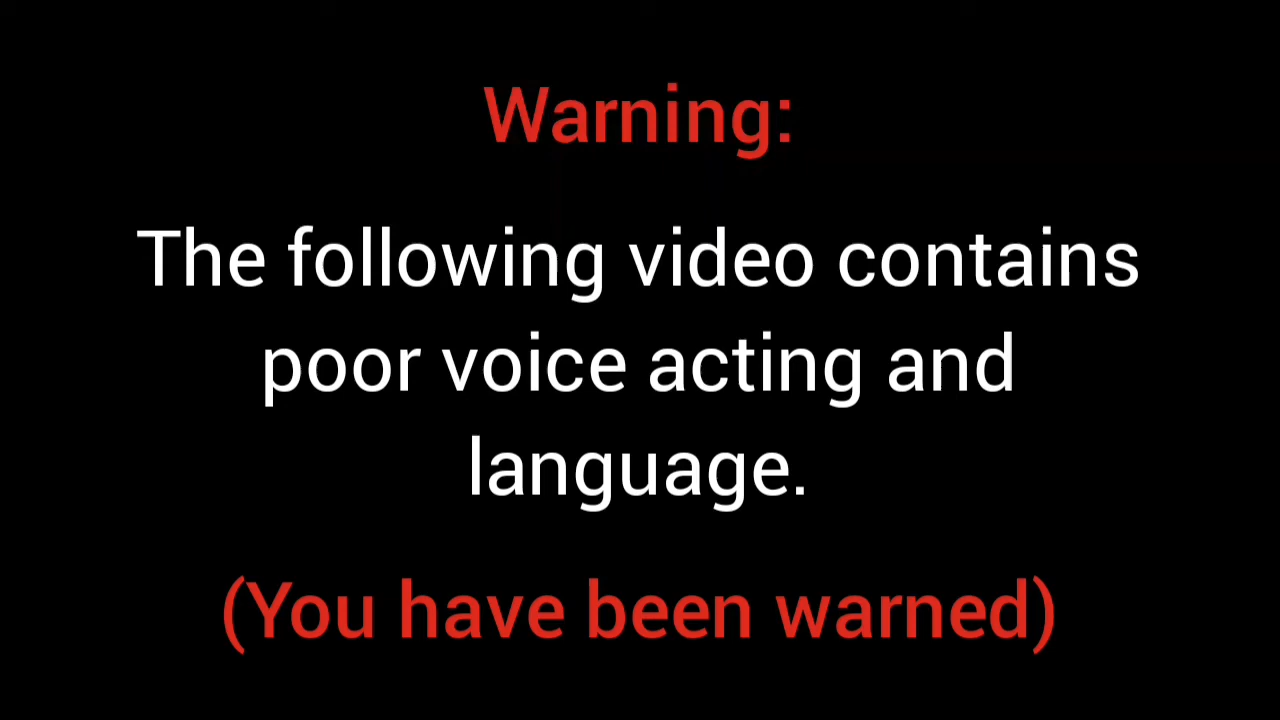 Warning:
The following video contains
poor voice acting and
language.
(You have been warned)